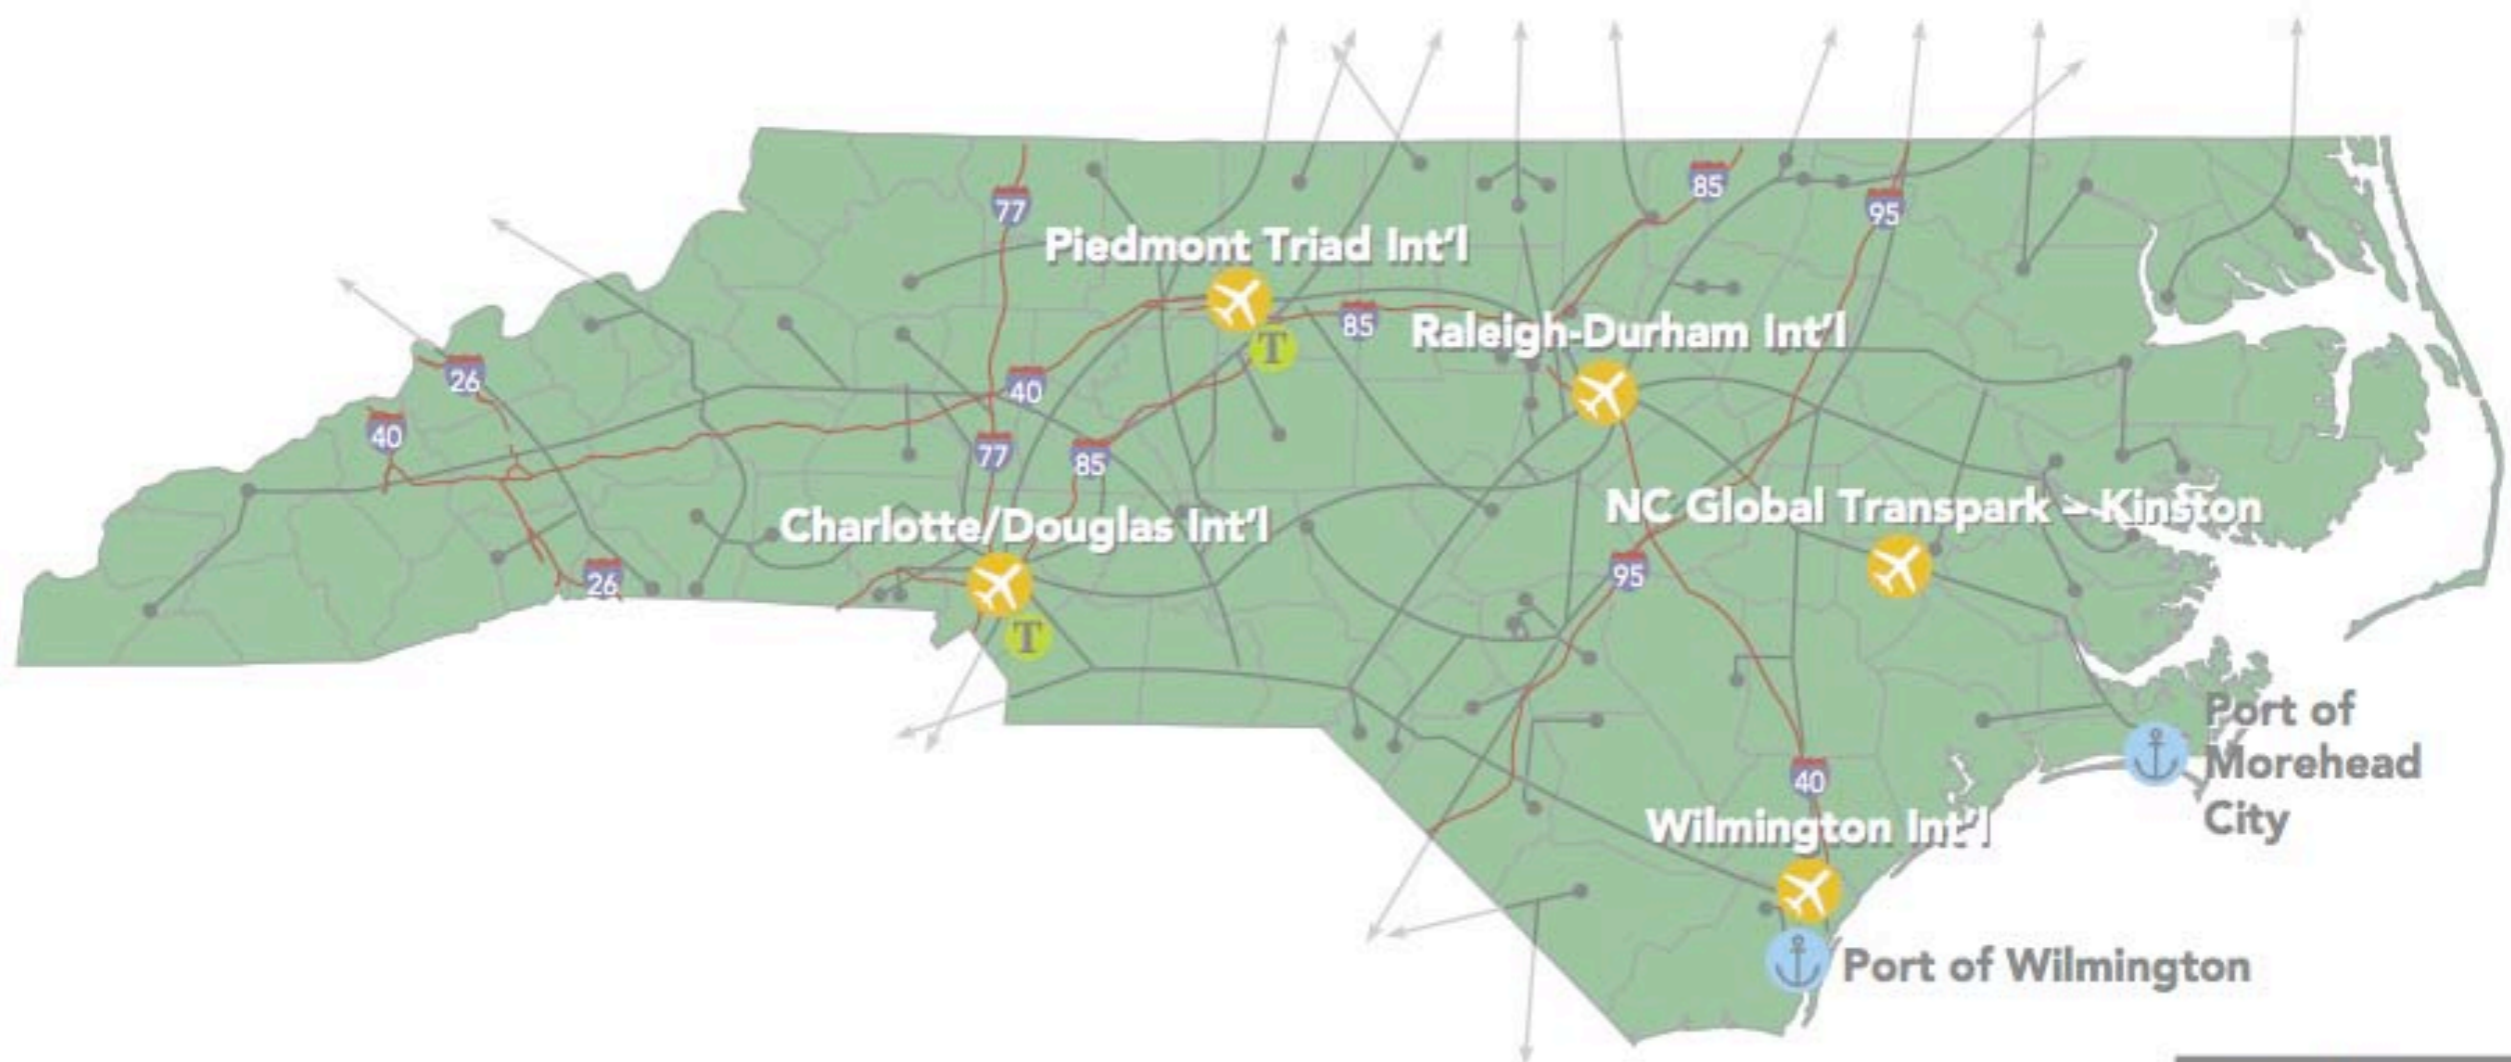 85
77
95
Piedmont Triad Int'l
85
Raleigh-Durham Int'l
T
26
40
40
77
85
NC Global Transpark – Kinston
Charlotte/Douglas Int'l
95
26
T
Port of
Morehead
City
40
Wilmington Int'l
Port of Wilmington